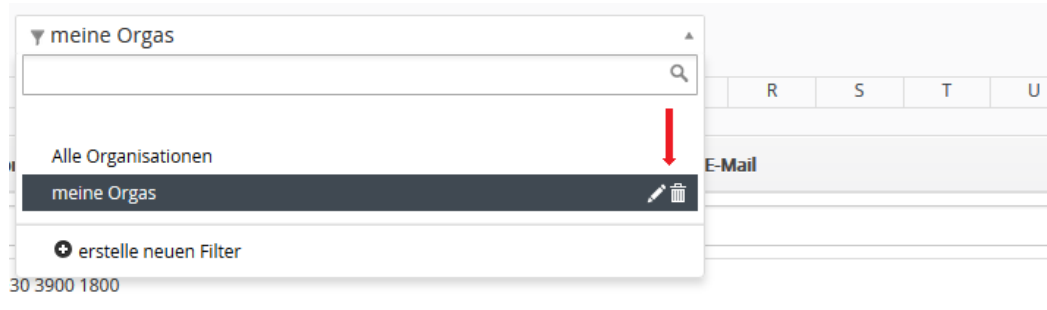 meine Orgas
R S T U
Alle Organisationen
E-Mail
meine Orgas
erstelle neuen Filter
30 3900 1800